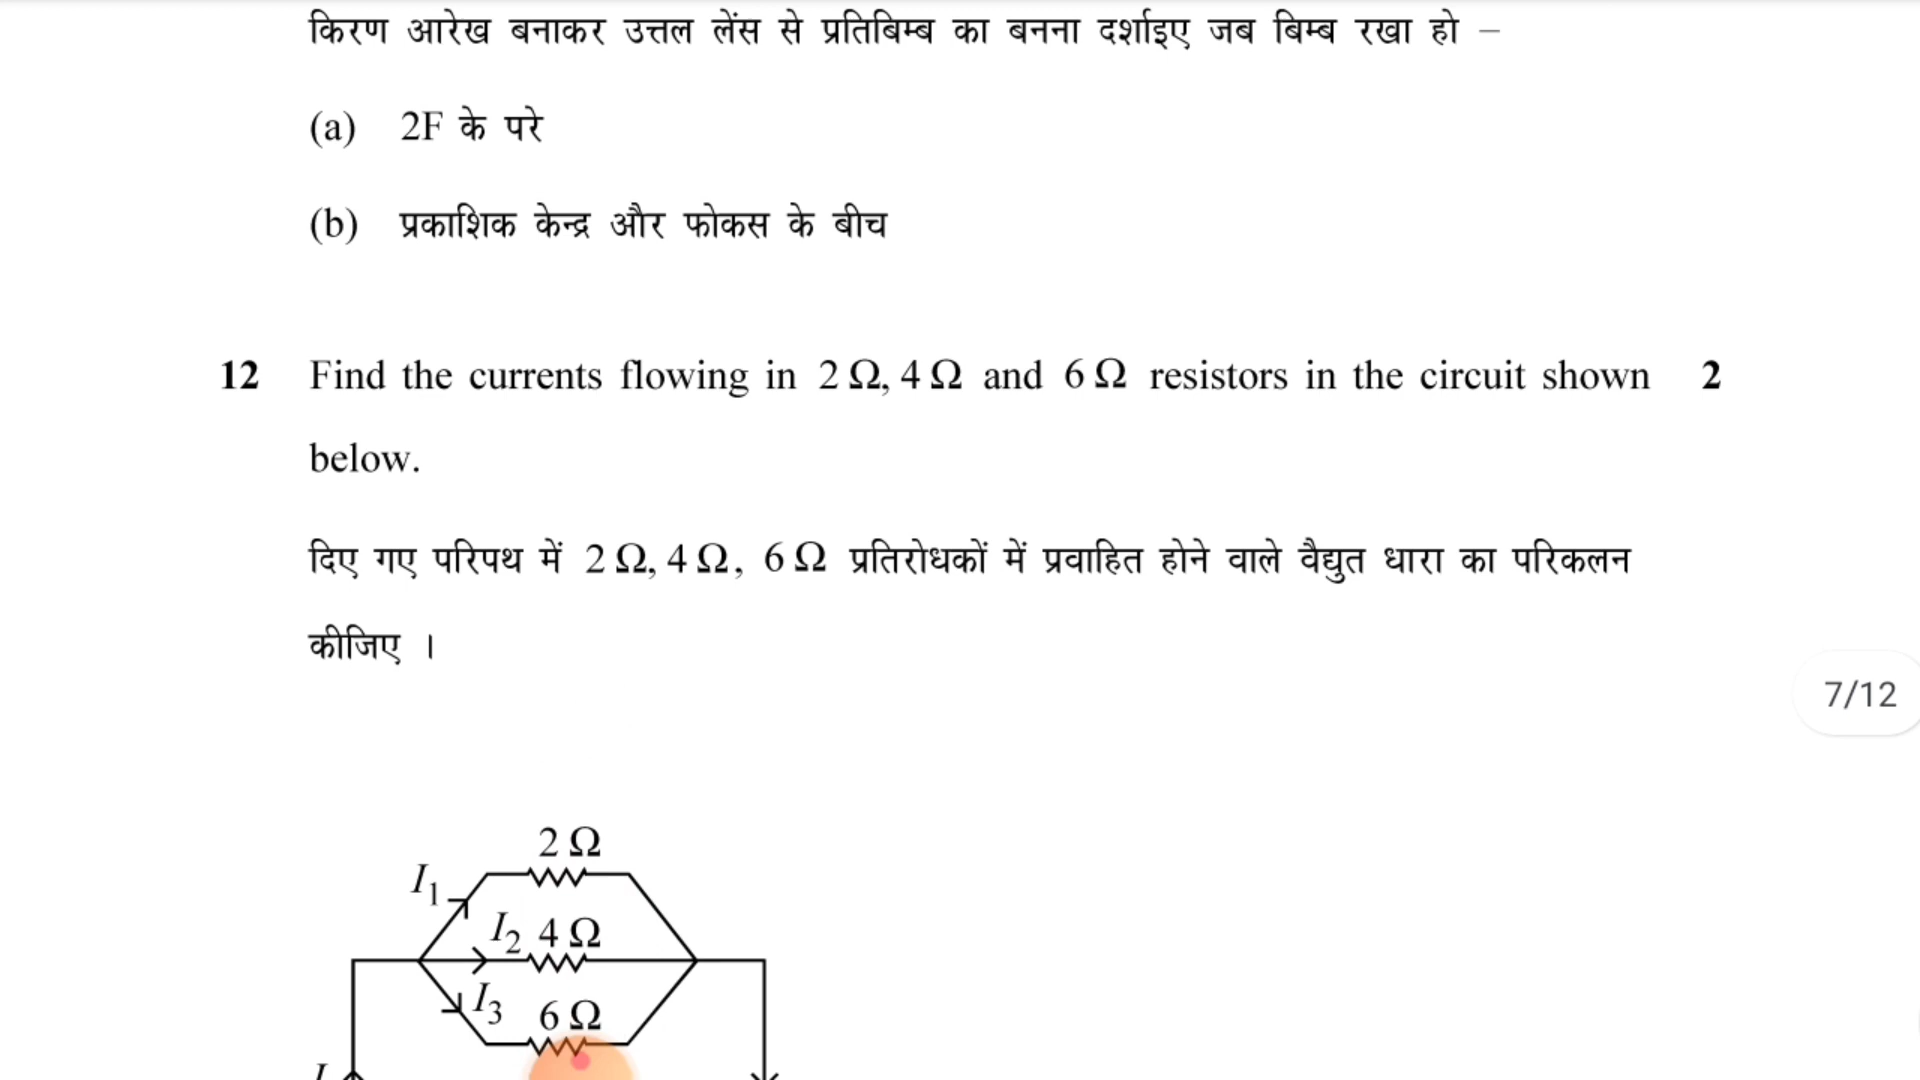 किरण आरेख बनाकर उत्तल लेंस से प्रतिबिम्ब का बनना दर्शाइए जब बिम्ब रखा हो –
(a) 2F के परे
(b) प्रकाशिक केन्द्र और फोकस के बीच
12 Find the currents flowing in 2 Ω, 4 Ω and 6 Ω resistors in the circuit shown 2
below.
दिए गए परिपथ में 2 Ω, 4 Ω, 6 Ω प्रतिरोधकों में प्रवाहित होने वाले वैद्युत धारा का परिकलन
कीजिए ।
7/12
2 Ω
I₁
I₂ 4 Ω
I₃ 6 Ω
I